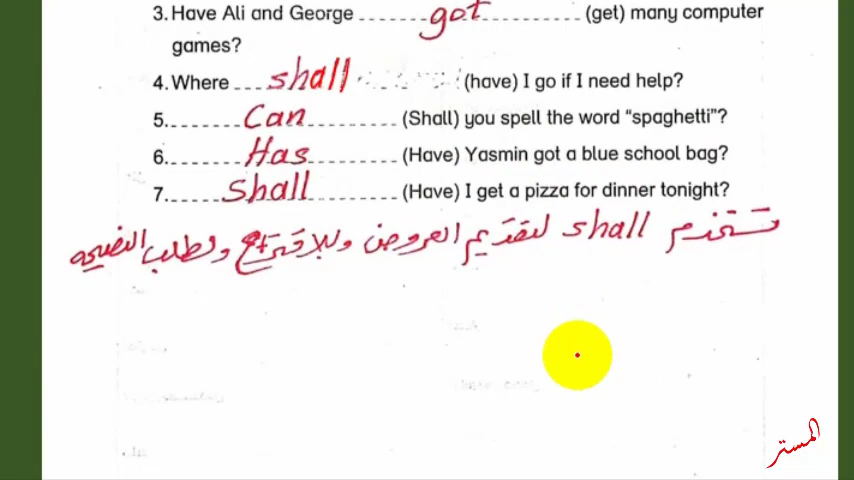 3. Have Ali and George got (get) many computer
games?
4. Where shall (have) I go if I need help?
5. Can (Shall) you spell the word “spaghetti”?
6. Has (Have) Yasmin got a blue school bag?
7. Shall (Have) I get a pizza for dinner tonight?
تستخدم shall لتقديم العروض وللاقتراح ولطلب النصيحه
المستر